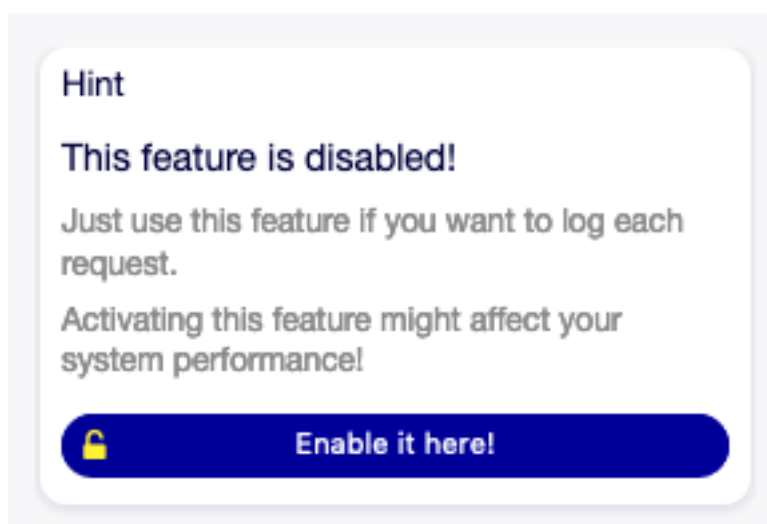 Hint
This feature is disabled!
Just use this feature if you want to log each
request.
Activating this feature might affect your
system performance!
Enable it here!